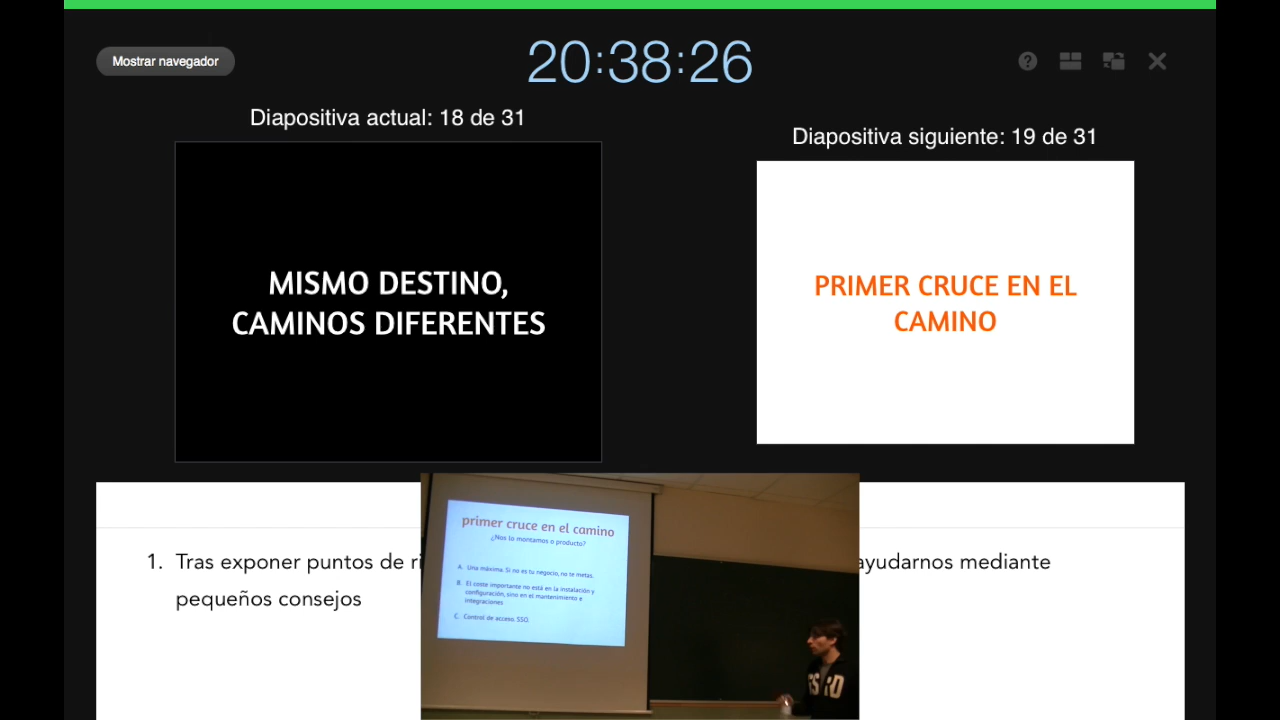 Mostrar navegador
20:38:26
Diapositiva actual: 18 de 31
Diapositiva siguiente: 19 de 31
MISMO DESTINO,
CAMINOS DIFERENTES
PRIMER CRUCE EN EL
CAMINO
1. Tras exponer puntos de
ayudarnos mediante
pequeños consejos
primer cruce en el camino
¿Nos lo montamos o producto?
A. Una máxima. Si no es tu negocio, no te metas.
B. El coste importante no está en la instalación y
configuración, sino en el mantenimiento e
integraciones
C. Control de acceso. SSO.